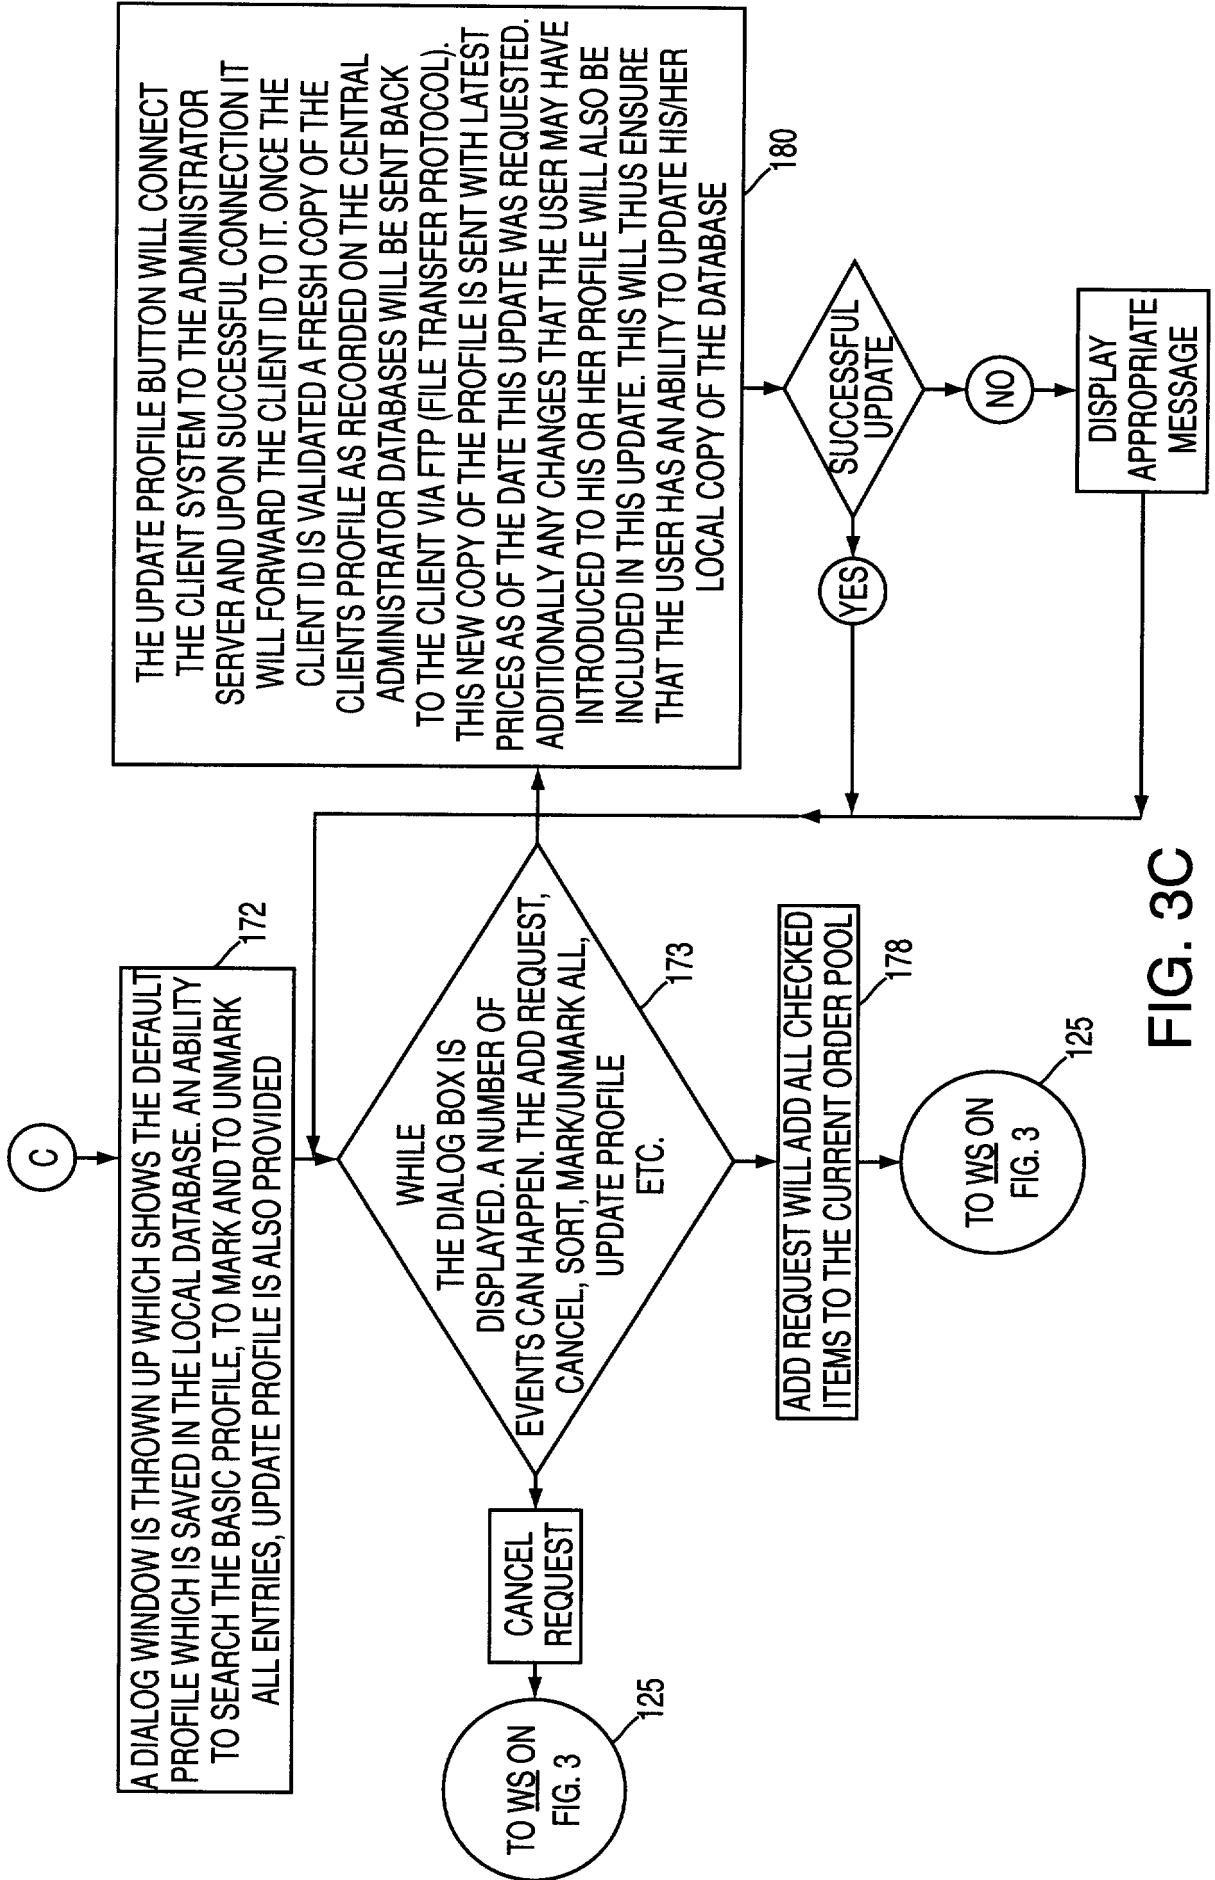 C
A DIALOG WINDOW IS THROWN UP WHICH SHOWS THE DEFAULT
PROFILE WHICH IS SAVED IN THE LOCAL DATABASE. AN ABILITY
TO SEARCH THE BASIC PROFILE, TO MARK AND TO UNMARK
ALL ENTRIES, UPDATE PROFILE IS ALSO PROVIDED
172
WHILE
THE DIALOG BOX IS
DISPLAYED. A NUMBER OF
EVENTS CAN HAPPEN. THE ADD REQUEST,
CANCEL, SORT, MARK/UNMARK ALL,
UPDATE PROFILE
ETC.
173
CANCEL
REQUEST
TO WS ON
FIG. 3
125
ADD REQUEST WILL ADD ALL CHECKED
ITEMS TO THE CURRENT ORDER POOL
178
TO WS ON
FIG. 3
125
THE UPDATE PROFILE BUTTON WILL CONNECT
THE CLIENT SYSTEM TO THE ADMINISTRATOR
SERVER AND UPON SUCCESSFUL CONNECTION IT
WILL FORWARD THE CLIENT ID TO IT. ONCE THE
CLIENT ID IS VALIDATED A FRESH COPY OF THE
CLIENTS PROFILE AS RECORDED ON THE CENTRAL
ADMINISTRATOR DATABASES WILL BE SENT BACK
TO THE CLIENT VIA FTP (FILE TRANSFER PROTOCOL).
THIS NEW COPY OF THE PROFILE IS SENT WITH LATEST
PRICES AS OF THE DATE THIS UPDATE WAS REQUESTED.
ADDITIONALLY ANY CHANGES THAT THE USER MAY HAVE
INTRODUCED TO HIS OR HER PROFILE WILL ALSO BE
INCLUDED IN THIS UPDATE. THIS WILL THUS ENSURE
THAT THE USER HAS AN ABILITY TO UPDATE HIS/HER
LOCAL COPY OF THE DATABASE
180
SUCCESSFUL
UPDATE
YES
NO
DISPLAY
APPROPRIATE
MESSAGE
FIG. 3C